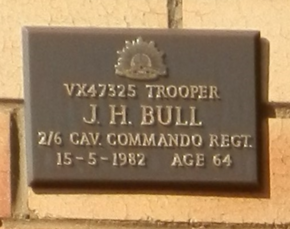 VX47325 TROOPER
J. H. BULL
2/6 CAV. COMMANDO REGT.
15-5-1982 AGE 64